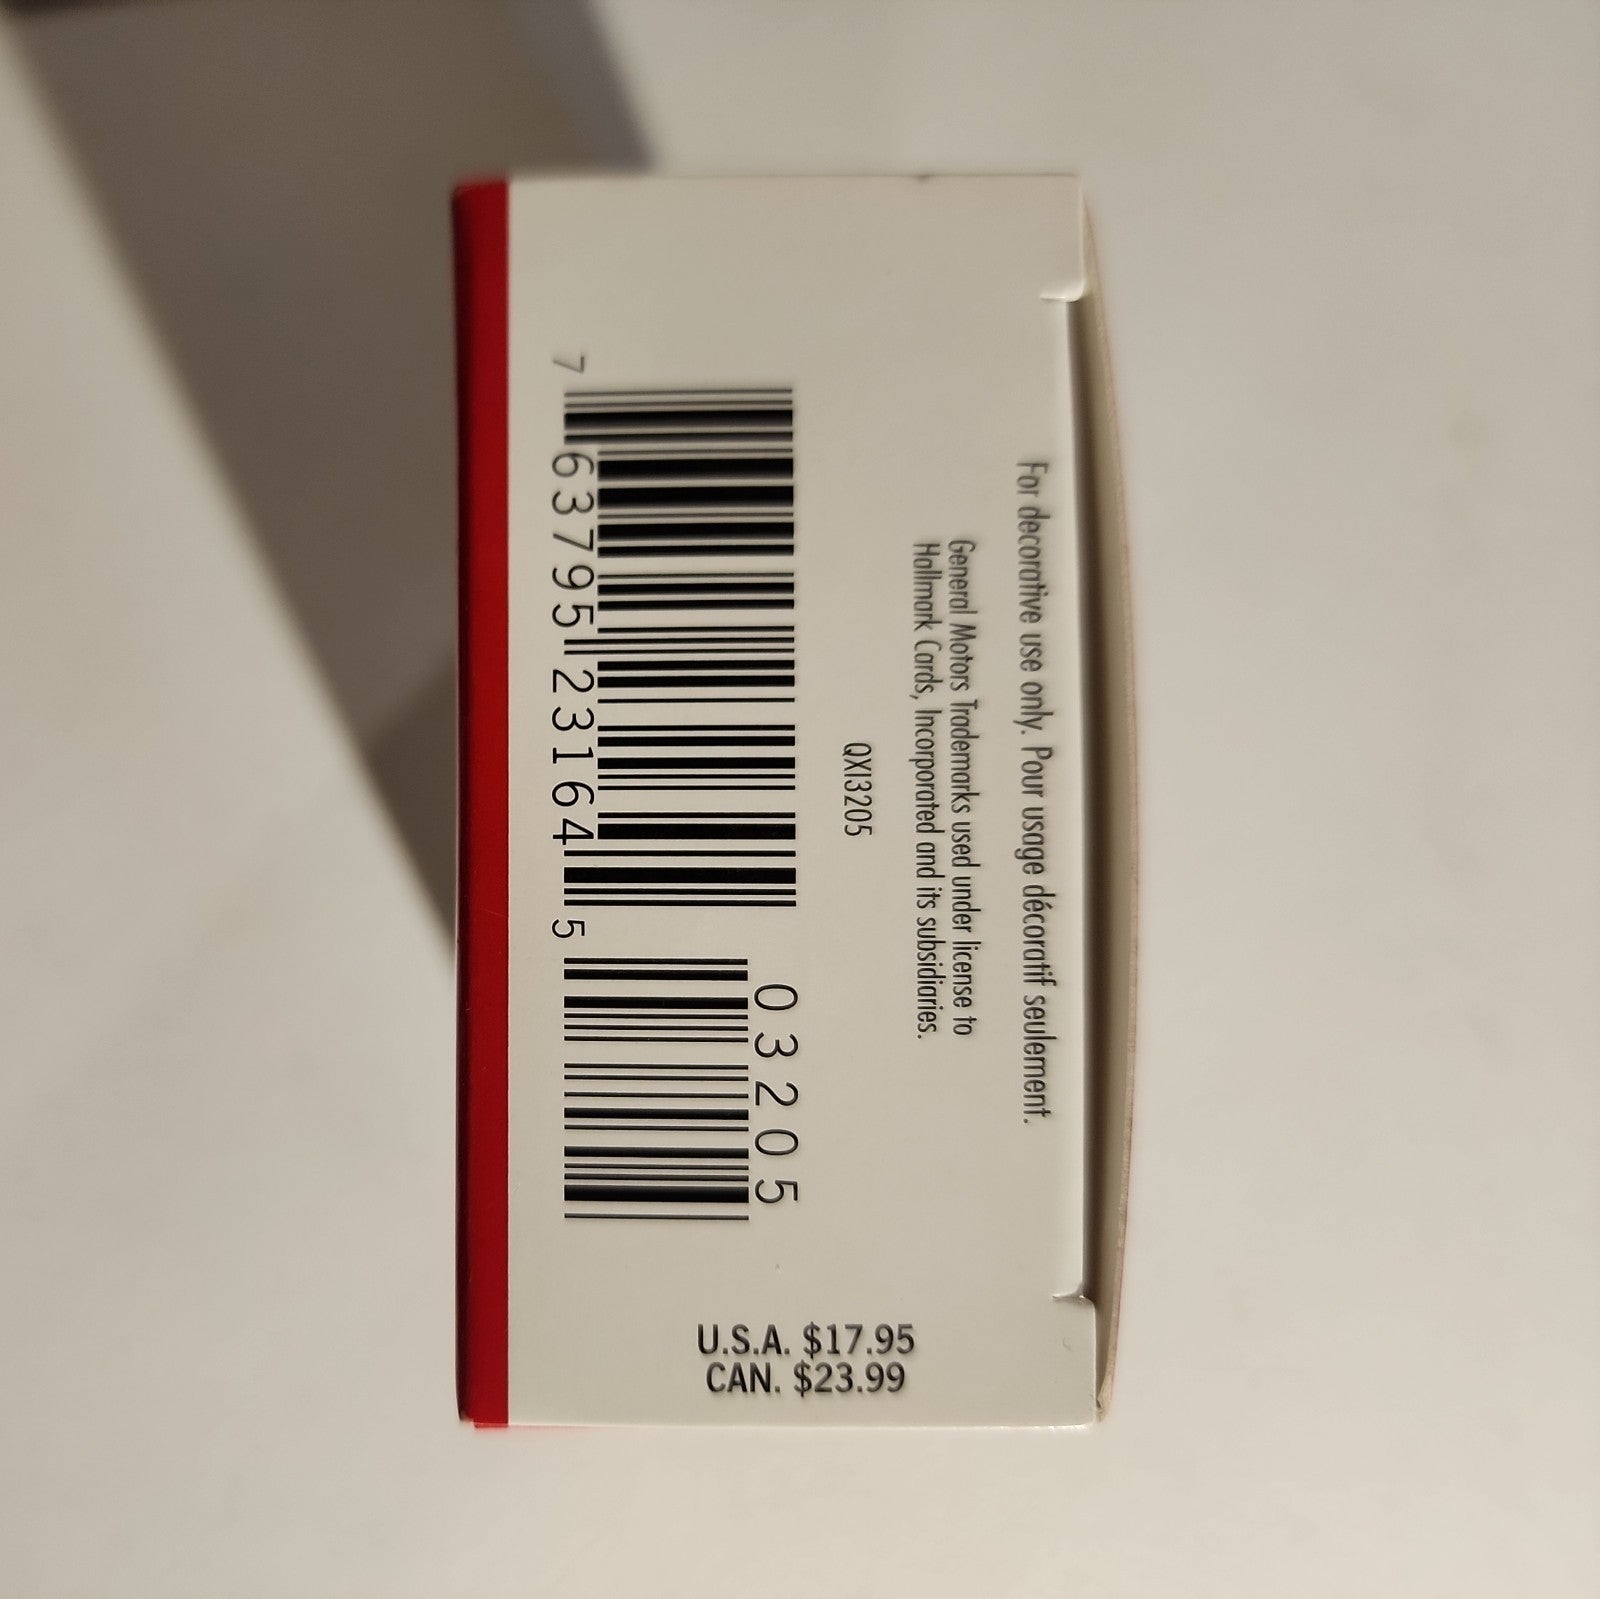 For decorative use only. Pour usage décoratif seulement.
General Motors Trademarks used under license to
Hallmark Cards, Incorporated and its subsidiaries.
QXI3205
03205
7 63795 23164 5
U.S.A. $17.95
CAN. $23.99